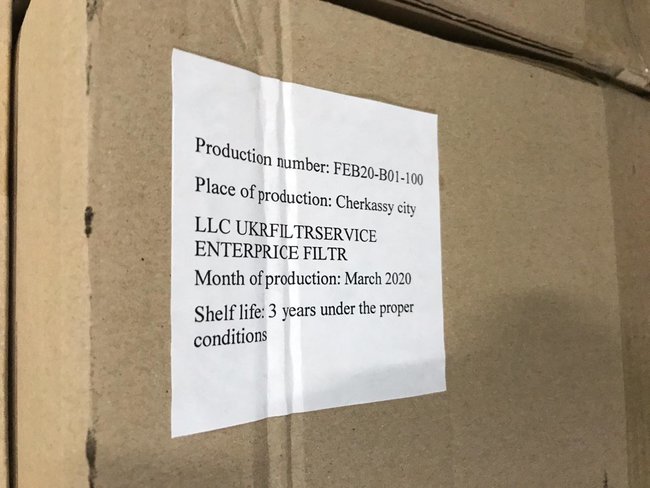 Production number: FEB20-B01-100
Place of production: Cherkassy city
LLC UKRFILTRSERVICE
ENTERPRICE FILTR
Month of production: March 2020
Shelf life: 3 years under the proper
conditions